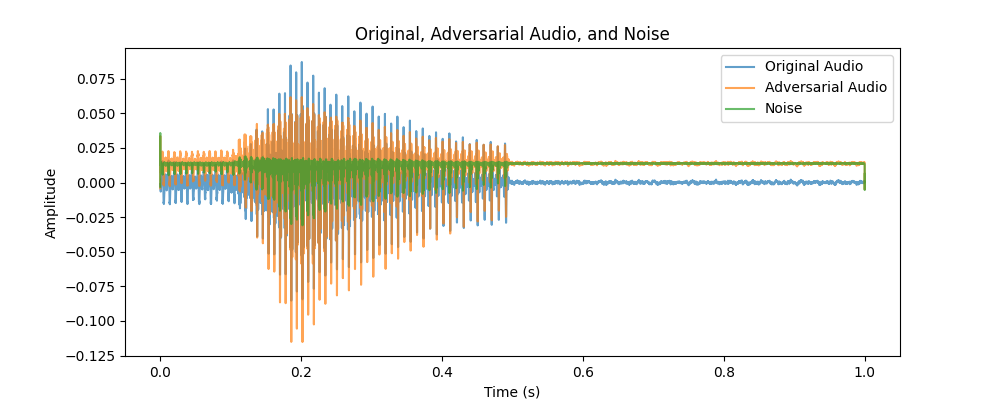 Original, Adversarial Audio, and Noise
Original Audio
Adversarial Audio
Noise
0.075
0.050
0.025
0.000
−0.025
−0.050
−0.075
−0.100
−0.125
Amplitude
0.0
0.2
0.4
0.6
0.8
1.0
Time (s)